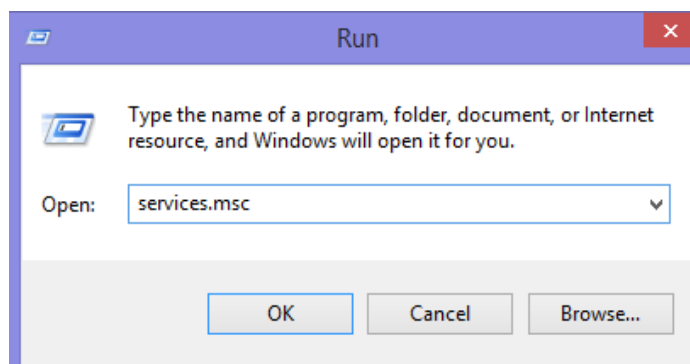 Run
Type the name of a program, folder, document, or Internet
resource, and Windows will open it for you.
Open: services.msc
OK Cancel Browse...